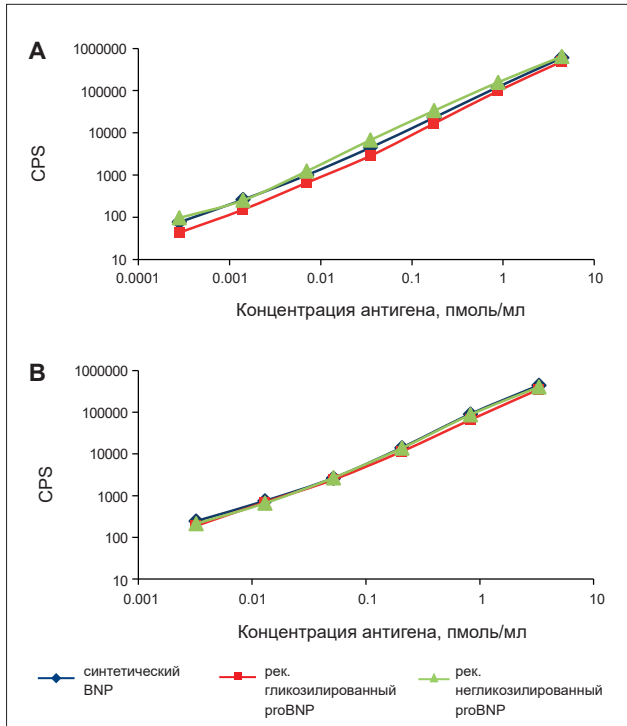 A
1000000
100000
10000
1000
100
10
CPS
0.0001 0.001 0.01 0.1 1 10
Концентрация антигена, пмоль/мл
B
1000000
100000
10000
1000
100
10
CPS
0.001 0.01 0.1 1 10
Концентрация антигена, пмоль/мл
синтетический
BNP
рек.
гликозилированный
proBNP
рек.
негликозилированный
proBNP